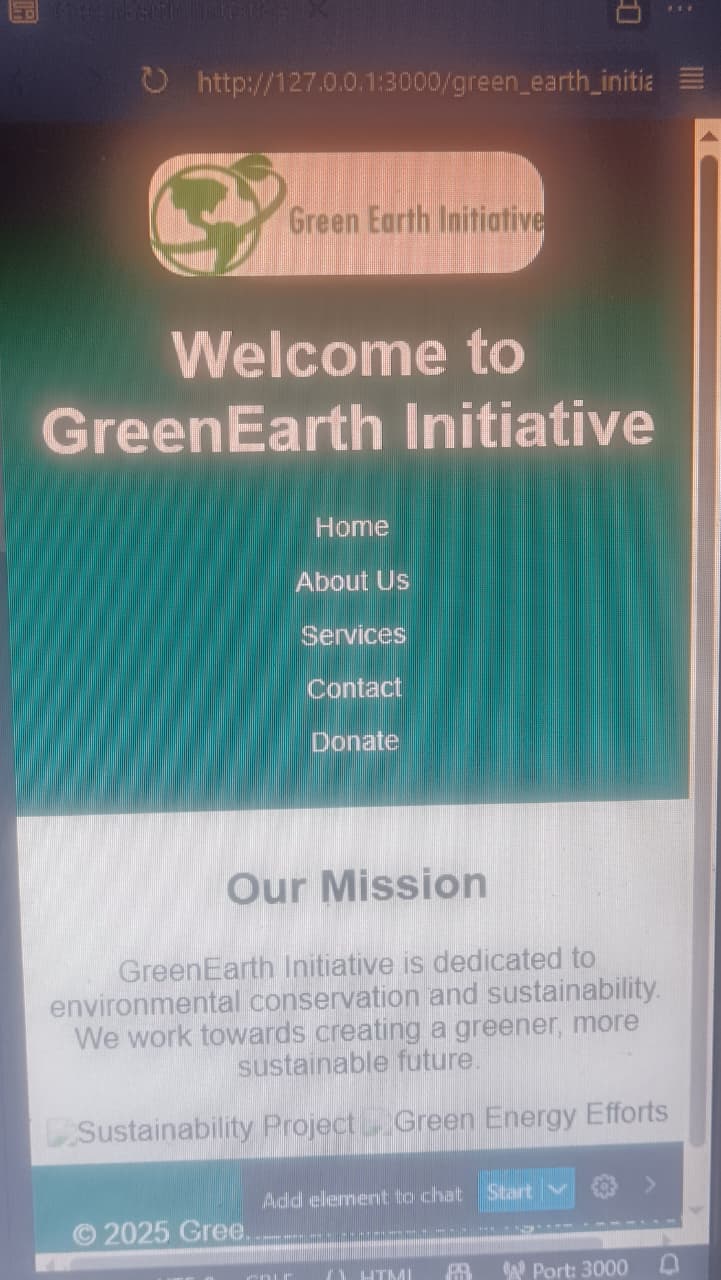 http://127.0.0.1:3000/green_earth_initia
Green Earth Initiative
Welcome to
GreenEarth Initiative
Home
About Us
Services
Contact
Donate
Our Mission
GreenEarth Initiative is dedicated to
environmental conservation and sustainability.
We work towards creating a greener, more
sustainable future.
Sustainability Project Green Energy Efforts
Add element to chat Start
© 2025 Gree
CRLF {} HTML Port: 3000